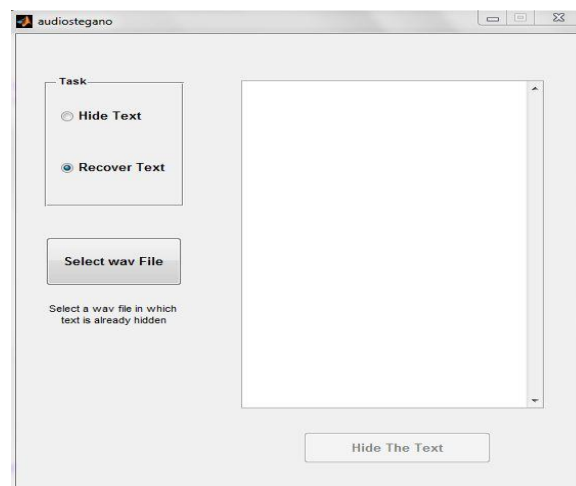 audiostegano
Task
Hide Text
Recover Text
Select wav File
Select a wav file in which
text is already hidden
Hide The Text